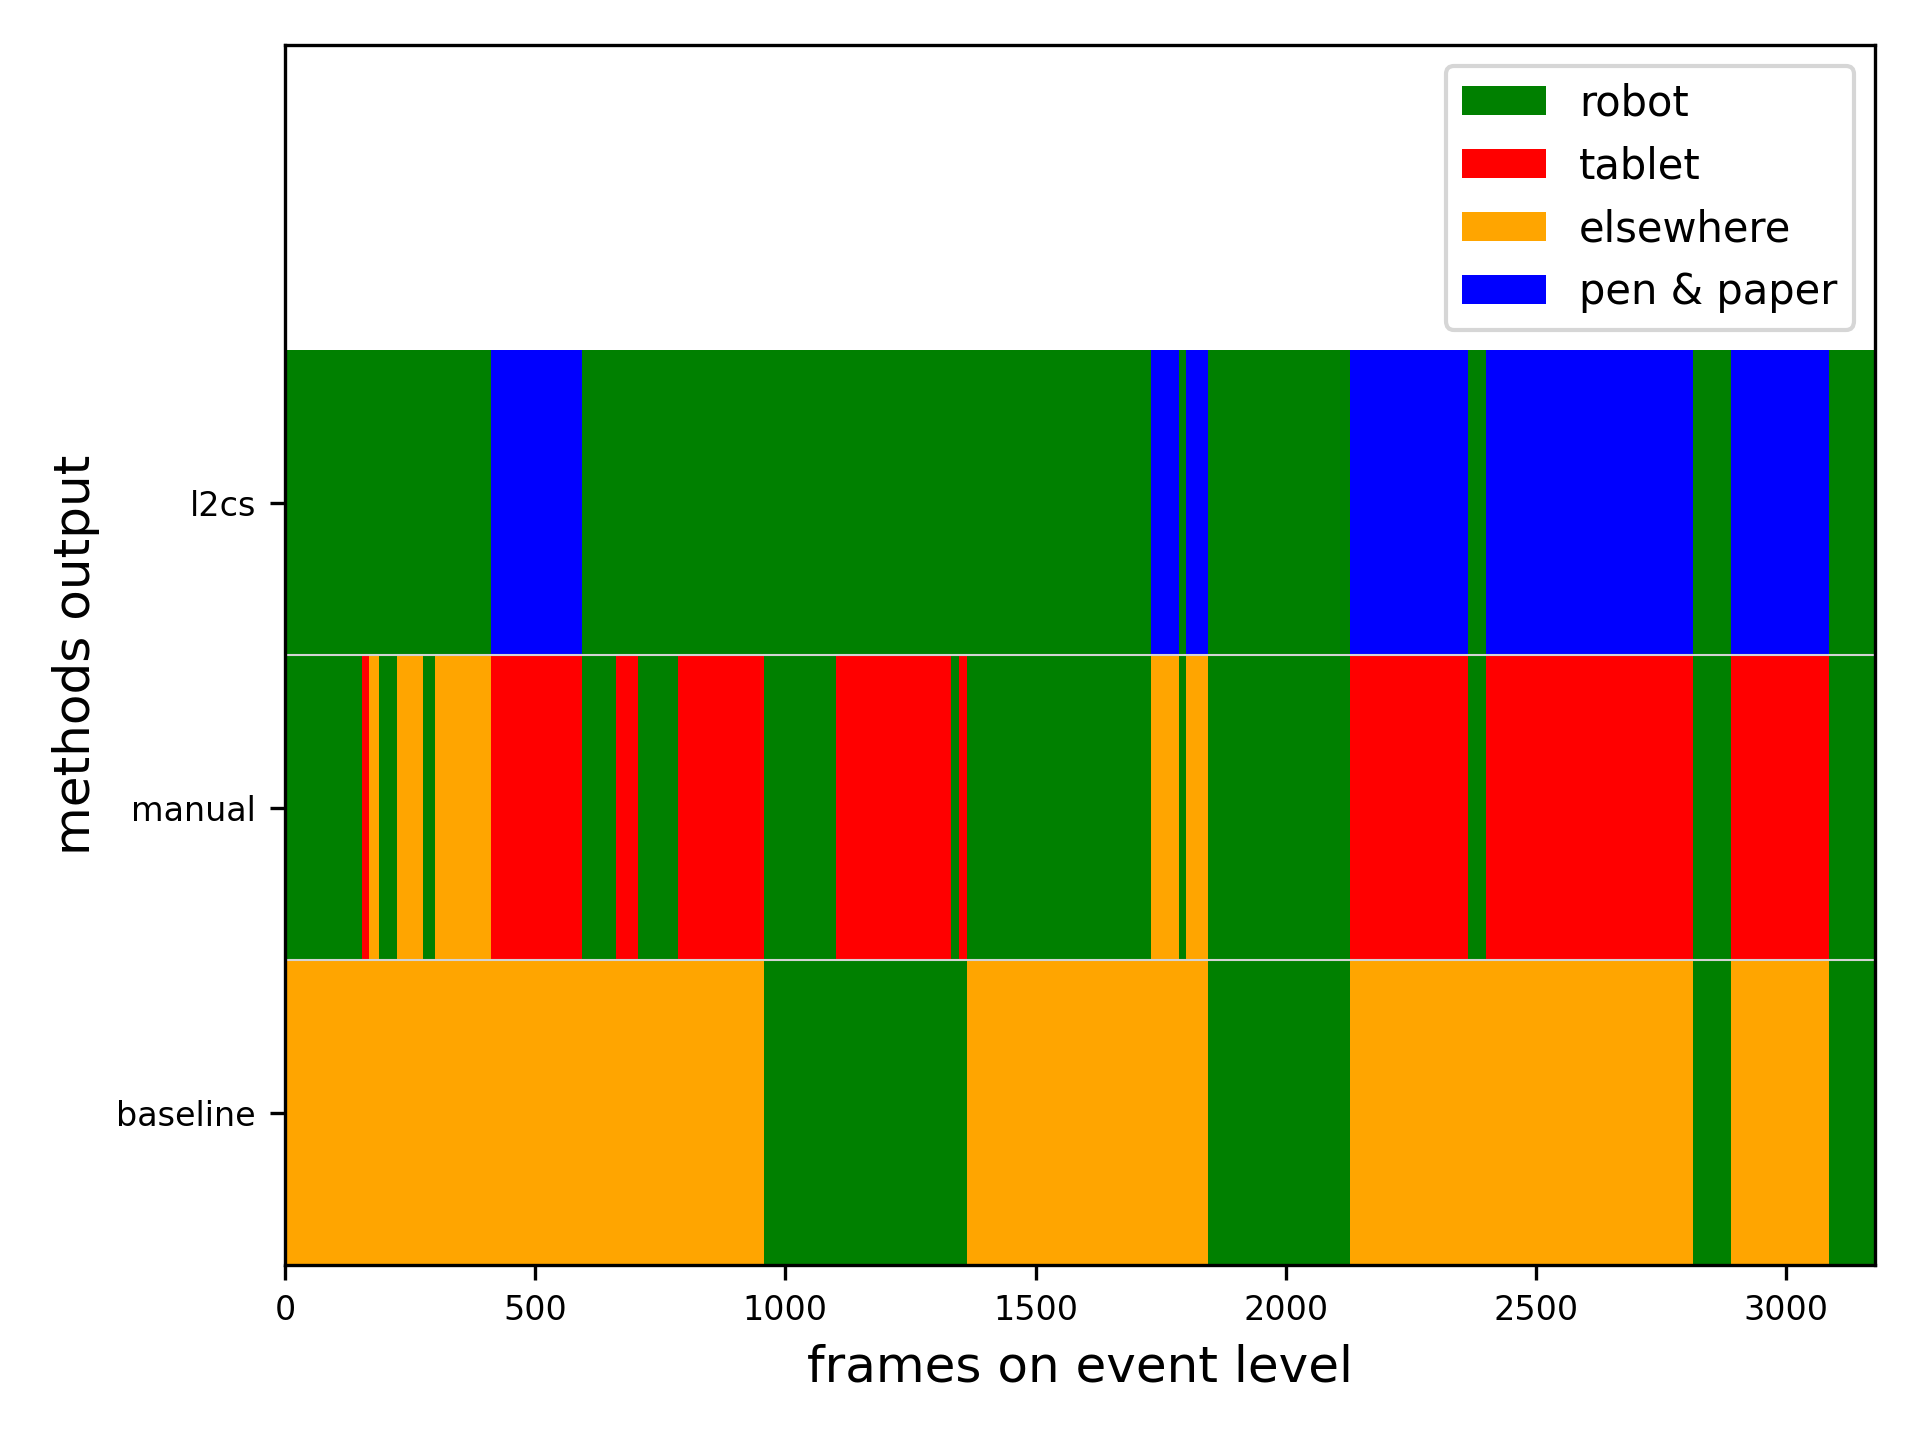 robot
tablet
elsewhere
pen & paper
methods output
l2cs
manual
baseline
0 500 1000 1500 2000 2500 3000
frames on event level